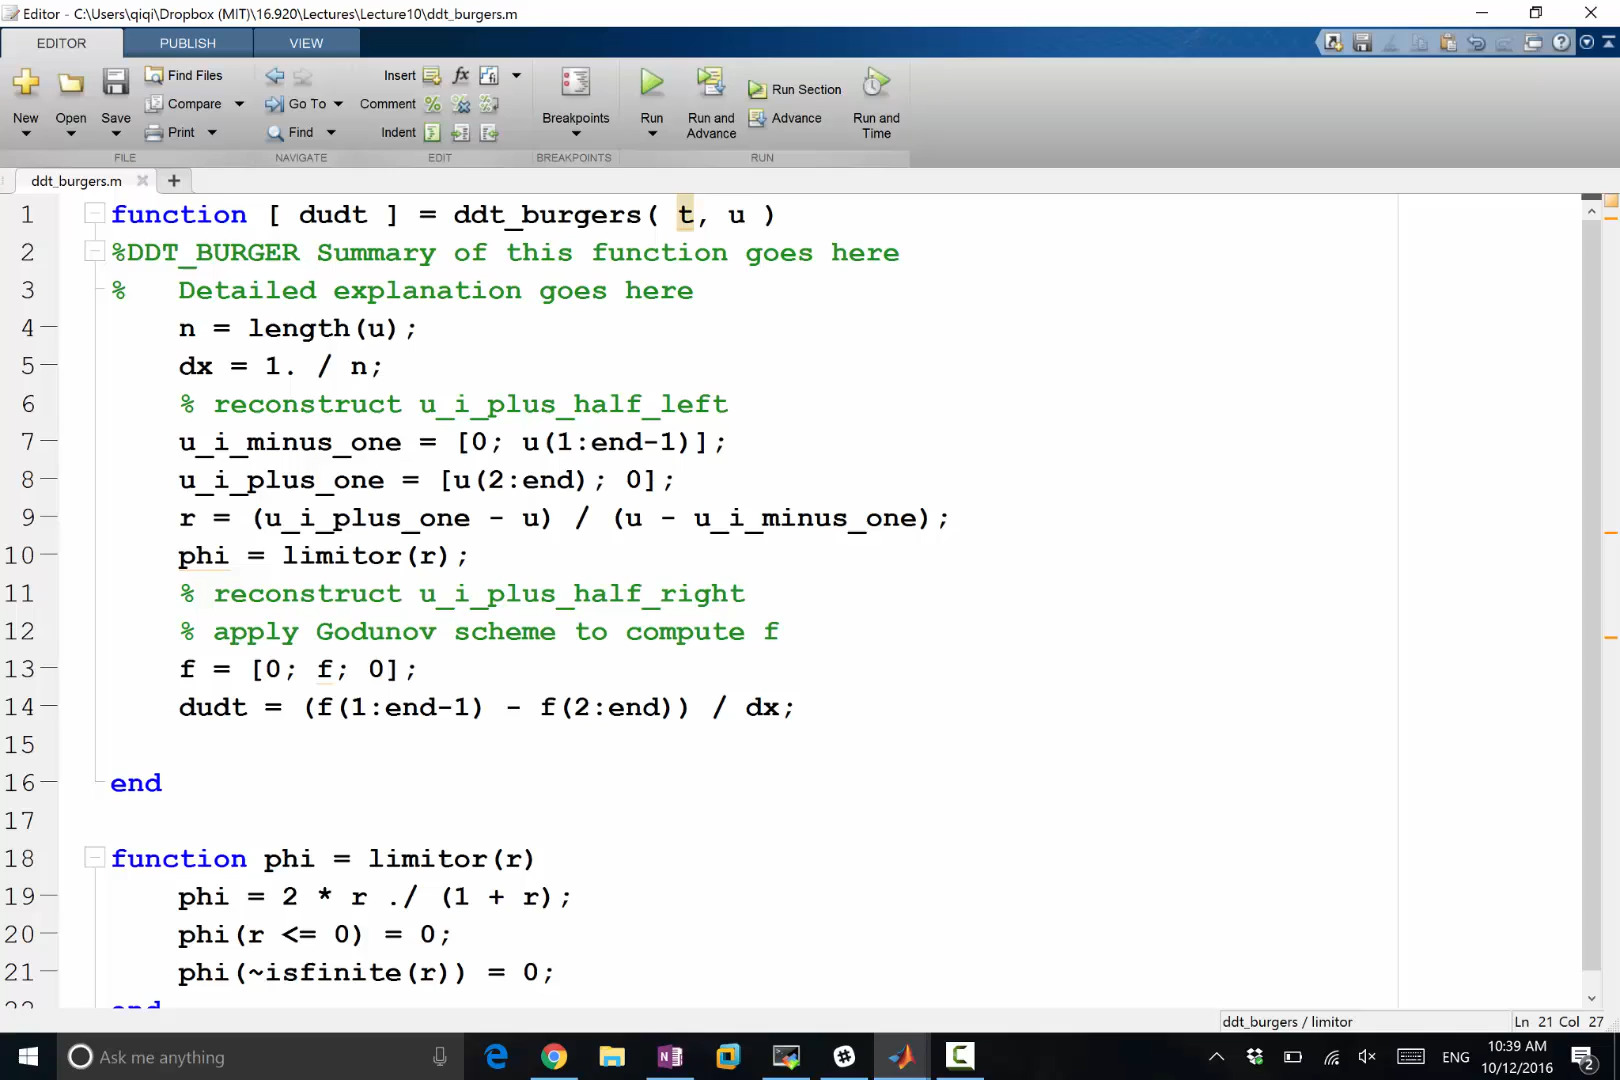 Editor - C:\Users\qiqi\Dropbox (MIT)\16.920\Lectures\Lecture10\ddt_burgers.m
EDITOR PUBLISH VIEW
New Open Save Find Files Compare Print Go To Find Insert fx Comment Indent Breakpoints Run Run and Advance Run Section Advance Run and Time
FILE NAVIGATE EDIT BREAKPOINTS RUN
ddt_burgers.m
1 function [ dudt ] = ddt_burgers( t, u )
2 %DDT_BURGER Summary of this function goes here
3 %   Detailed explanation goes here
4 n = length(u);
5 dx = 1. / n;
6 % reconstruct u_i_plus_half_left
7 u_i_minus_one = [0; u(1:end-1)];
8 u_i_plus_one = [u(2:end); 0];
9 r = (u_i_plus_one - u) / (u - u_i_minus_one);
10 phi = limitor(r);
11 % reconstruct u_i_plus_half_right
12 % apply Godunov scheme to compute f
13 f = [0; f; 0];
14 dudt = (f(1:end-1) - f(2:end)) / dx;
15
16 end
17
18 function phi = limitor(r)
19 phi = 2 * r ./ (1 + r);
20 phi(r <= 0) = 0;
21 phi(~isfinite(r)) = 0;
22 end
ddt_burgers / limitor Ln 21 Col 27
Ask me anything ENG 10:39 AM
10/12/2016 2